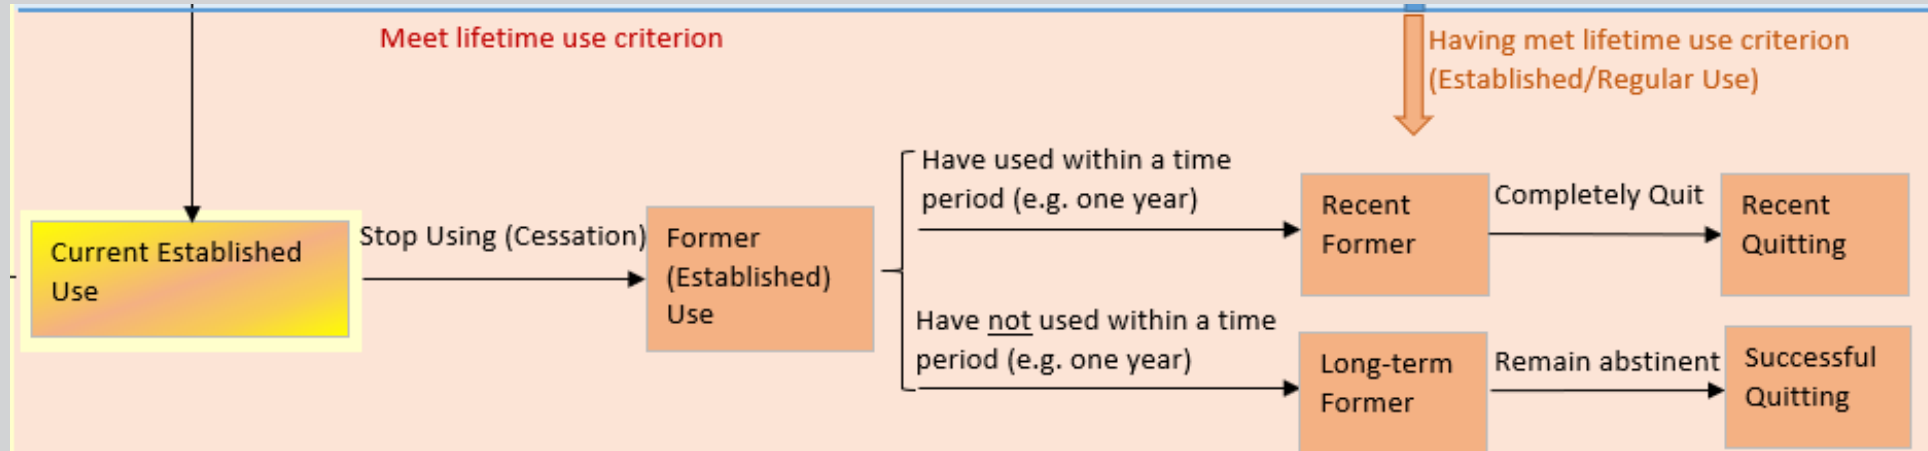 Meet lifetime use criterion
Having met lifetime use criterion
(Established/Regular Use)
Current Established
Use
Stop Using (Cessation)
Former
(Established)
Use
Have used within a time
period (e.g. one year)
Recent
Former
Completely Quit
Recent
Quitting
Have not used within a time
period (e.g. one year)
Long-term
Former
Remain abstinent
Successful
Quitting